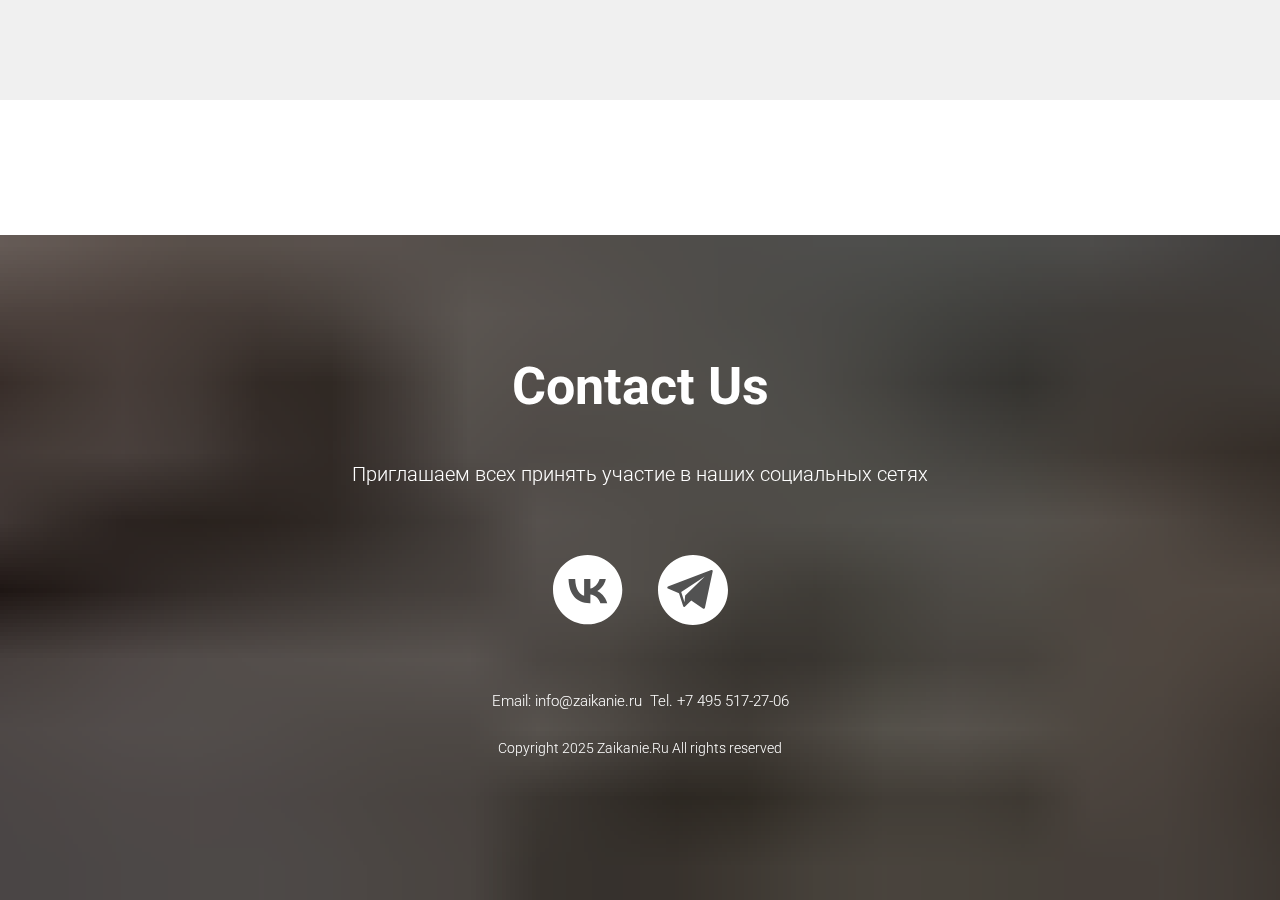 Contact Us
Приглашаем всех принять участие в наших социальных сетях
Email: info@zaikanie.ru  Tel. +7 495 517-27-06
Copyright 2025 Zaikanie.Ru All rights reserved